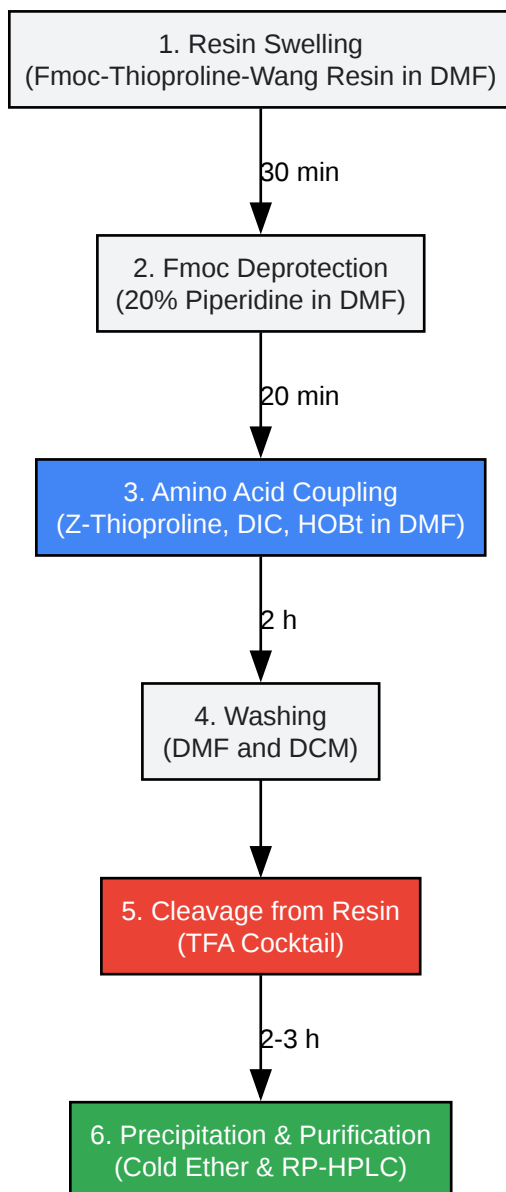 1. Resin Swelling
(Fmoc-Thioproline-Wang Resin in DMF)
30 min
2. Fmoc Deprotection
(20% Piperidine in DMF)
20 min
3. Amino Acid Coupling
(Z-Thioproline, DIC, HOBt in DMF)
2 h
4. Washing
(DMF and DCM)
5. Cleavage from Resin
(TFA Cocktail)
2-3 h
6. Precipitation & Purification
(Cold Ether & RP-HPLC)